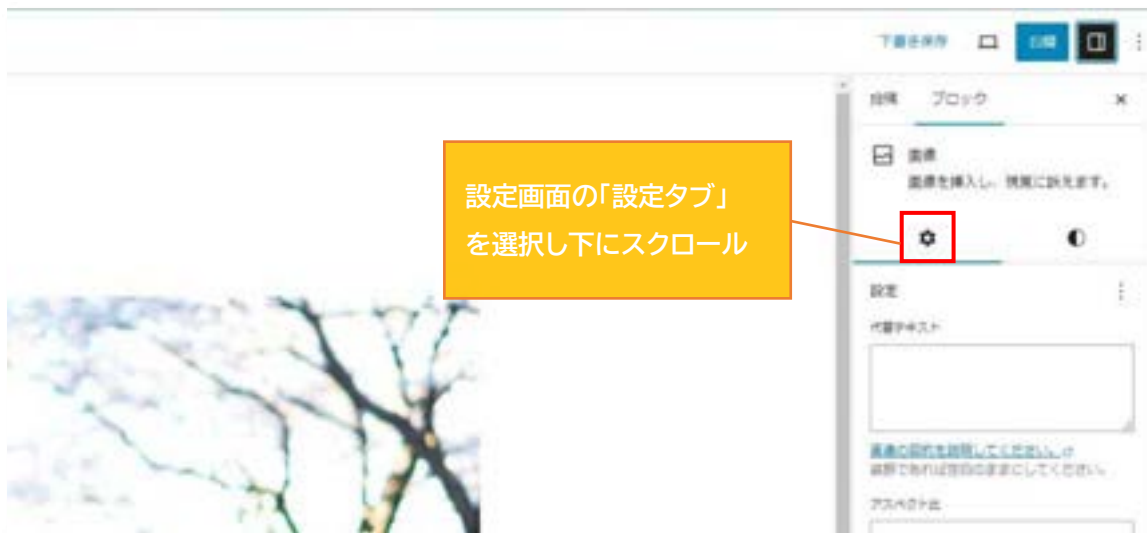 下書き保存
公開
投稿 ブロック
画像
画像を挿入し、視覚に訴えます。
設定画面の「設定タブ」
を選択し下にスクロール
設定
代替テキスト
画像の目的を説明してください。
装飾であれば空白のままにしてください。
アスペクト比